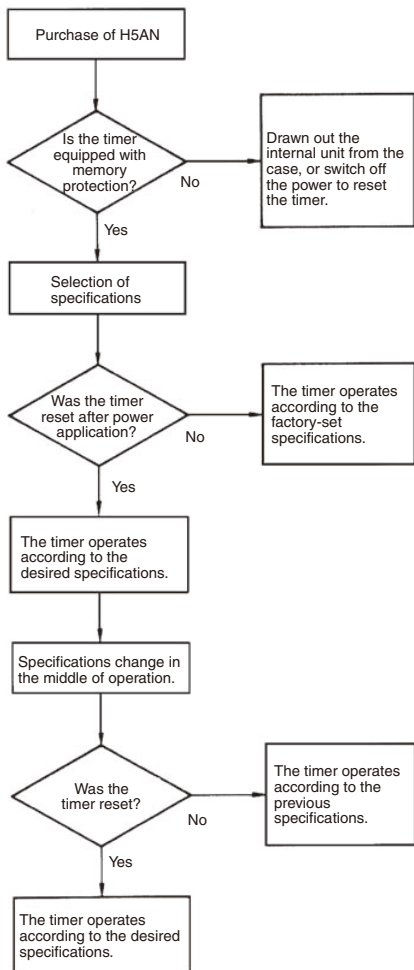 Purchase of H5AN
Is the timer
equipped with
memory
protection?
No
Drawn out the
internal unit from the
case, or switch off
the power to reset
the timer.
Yes
Selection of
specifications
Was the timer
reset after power
application?
No
The timer operates
according to the
factory-set
specifications.
Yes
The timer operates
according to the
desired specifications.
Specifications change in
the middle of operation.
Was the
timer reset?
No
The timer operates
according to the
previous
specifications.
Yes
The timer operates
according to the desired
specifications.